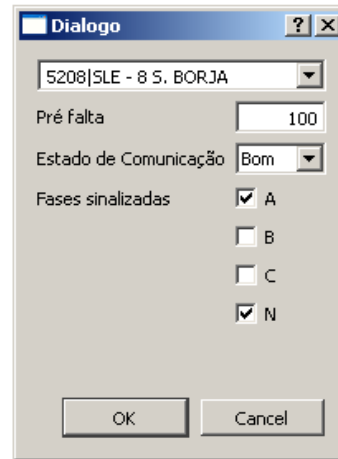 Dialogo
5208|SLE - 8 S. BORJA
Pré falta 100
Estado de Comunicação Bom
Fases sinalizadas A
B
C
N
OK Cancel